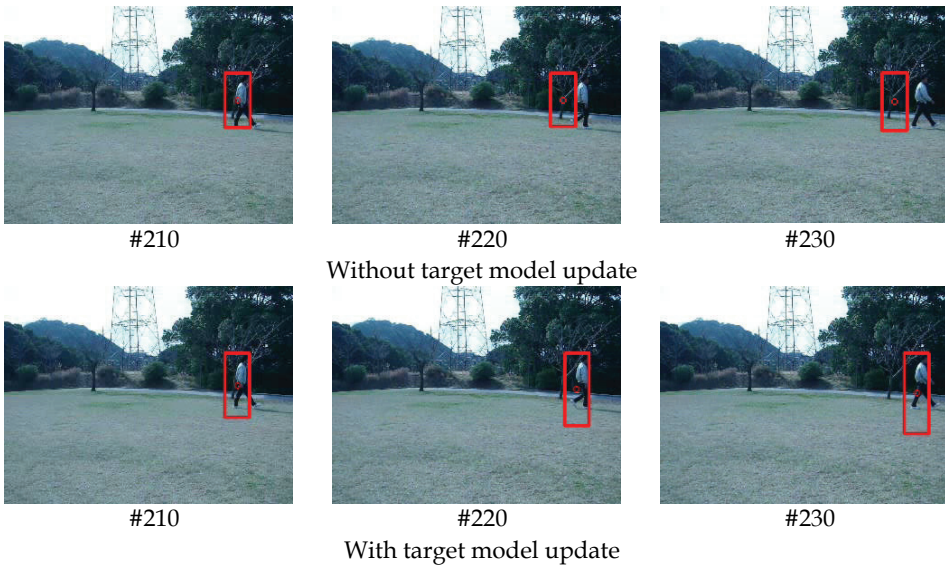 #210 #220 #230
Without target model update
#210 #220 #230
With target model update